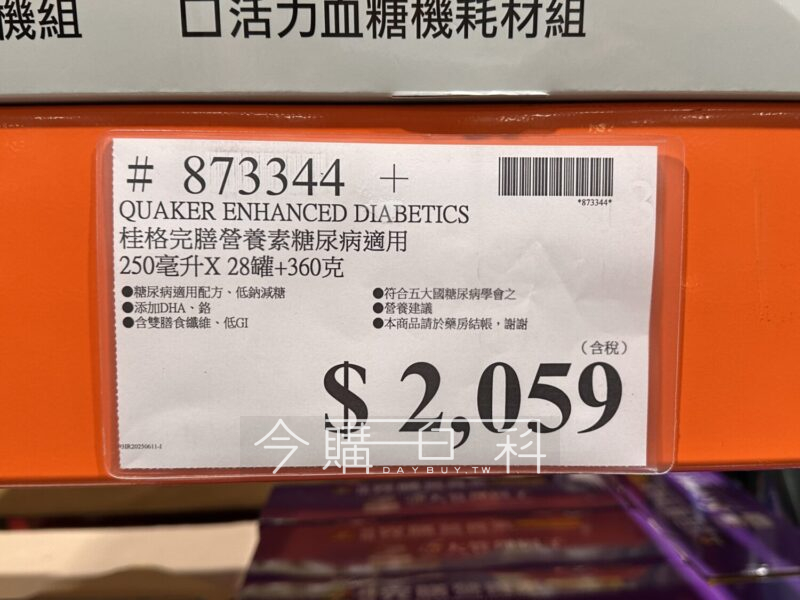 機組 □活力血糖機耗材組
# 873344 +
*873344*
QUAKER ENHANCED DIABETICS
桂格完膳營養素糖尿病適用
250毫升X 28罐+360克
●糖尿病適用配方、低鈉減糖
●添加DHA、鉻
●含雙膳食纖維、低GI
●符合五大國糖尿病學會之
●營養建議
●本商品請於藥房結帳，謝謝
（含稅）
$ 2,059
今購百科
DAYBUY.TW